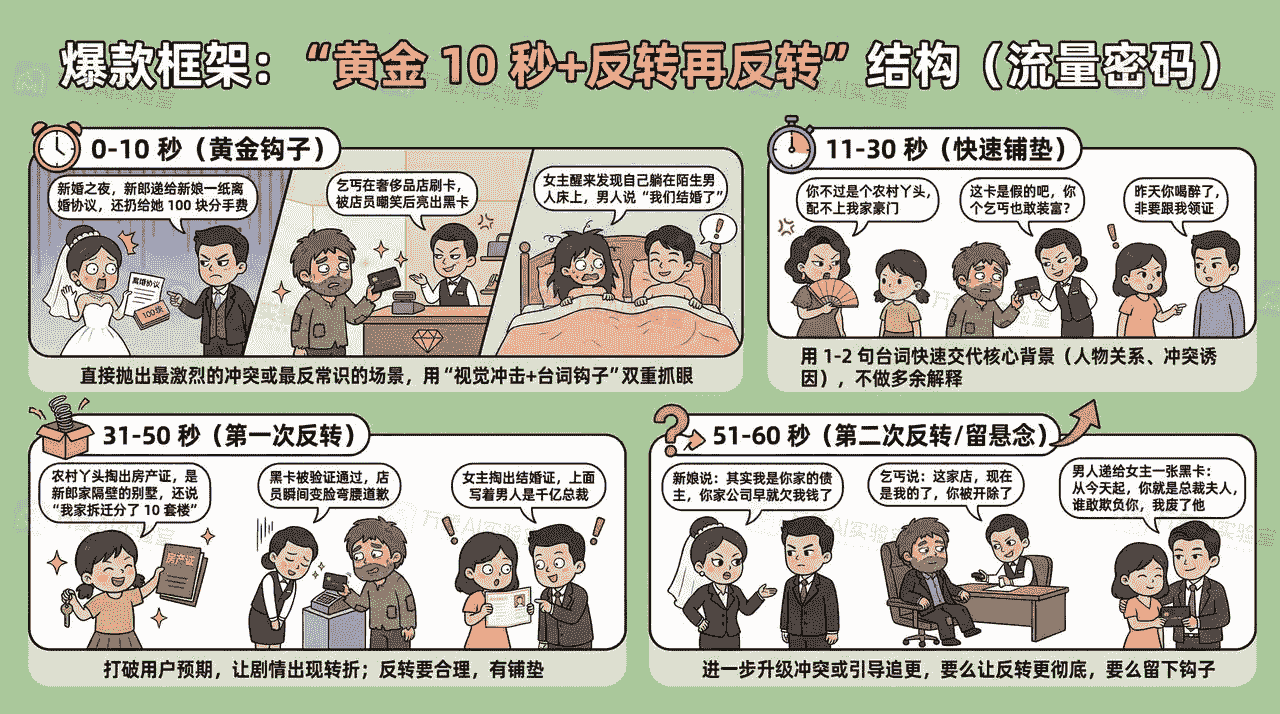 爆款框架：“黄金 10 秒+反转再反转”结构（流量密码）
0-10 秒（黄金钩子）
新婚之夜，新郎递给新娘一纸离
婚协议，还扔给她 100 块分手费
离婚协议
100块
乞丐在奢侈品店刷卡，
被店员嘲笑后亮出黑卡
女主醒来发现自己躺在陌生男
人床上，男人说“我们结婚了”
!
直接抛出最激烈的冲突或最反常识的场景，用“视觉冲击+台词钩子”双重抓眼
11-30 秒（快速铺垫）
你不过是个农村丫头，
配不上我家豪门
这卡是假的吧，你
个乞丐也敢装富？
昨天你喝醉了，
非要跟我领证
!
用 1-2 句台词快速交代核心背景（人物关系、冲突诱
因），不做多余解释
31-50 秒（第一次反转）
农村丫头掏出房产证，是
新郎家隔壁的别墅，还说
“我家拆迁分了 10 套楼”
房产证
黑卡被验证通过，店
员瞬间变脸弯腰道歉
女主掏出结婚证，上面
写着男人是千亿总裁
!
!
打破用户预期，让剧情出现转折；反转要合理，有铺垫
?
51-60 秒（第二次反转/留悬念）
新娘说：其实我是你家的债
主，你家公司早就欠我钱了
乞丐说：这家店，现在
是我的了，你被开除了
男人递给女主一张黑卡：
从今天起，你就是总裁夫人，
谁敢欺负你，我废了他
进一步升级冲突或引导追更，要么让反转更彻底，要么留下钩子